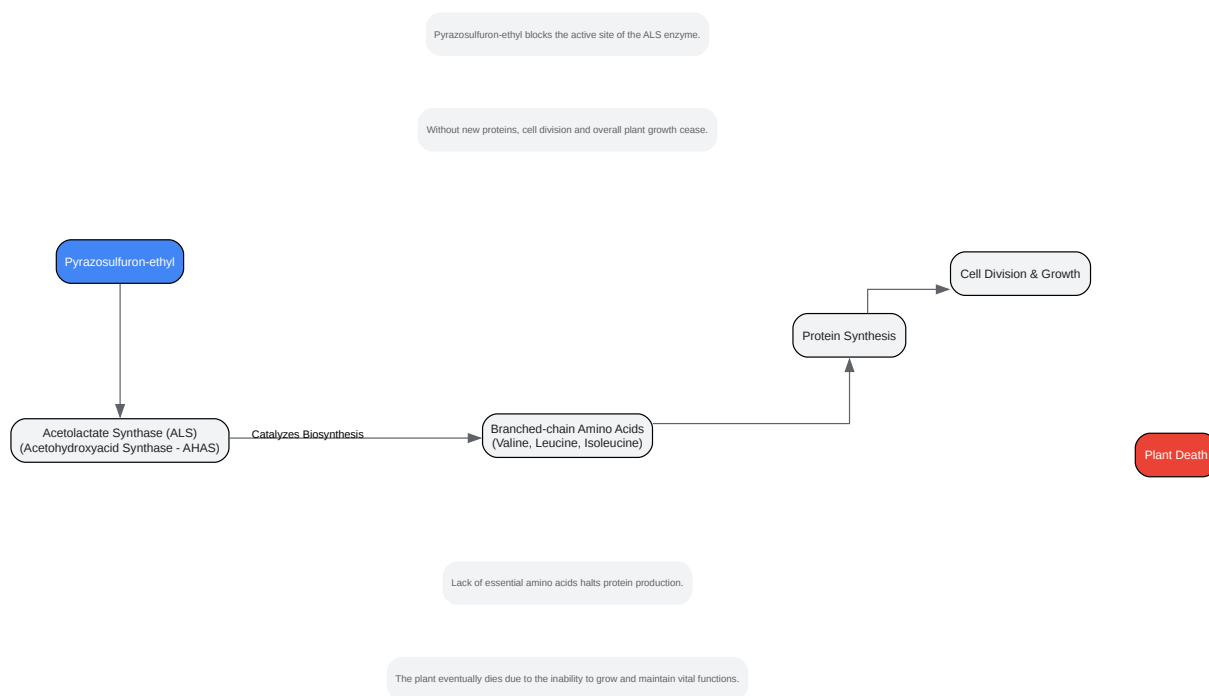 Pyrazosulfuron-ethyl blocks the active site of the ALS enzyme.
Without new proteins, cell division and overall plant growth cease.
Pyrazosulfuron-ethyl
Cell Division & Growth
Protein Synthesis
Acetolactate Synthase (ALS)
(Acetohydroxyacid Synthase - AHAS)
Catalyzes Biosynthesis
Branched-chain Amino Acids
(Valine, Leucine, Isoleucine)
Plant Death
Lack of essential amino acids halts protein production.
The plant eventually dies due to the inability to grow and maintain vital functions.